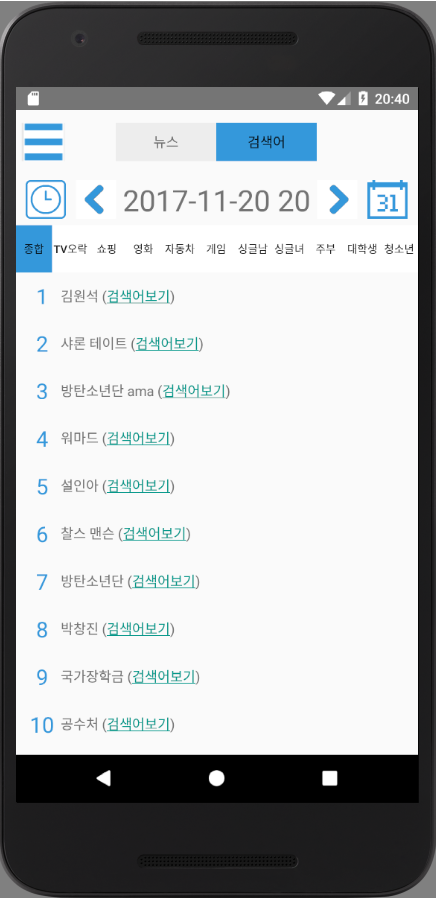 20:40
뉴스 검색어
2017-11-20 20 31
종합 TV오락 쇼핑 영화 자동차 게임 싱글남 싱글녀 주부 대학생 청소년
1 김원석 (검색어보기)
2 샤론 테이트 (검색어보기)
3 방탄소년단 ama (검색어보기)
4 워마드 (검색어보기)
5 설인아 (검색어보기)
6 찰스 맨슨 (검색어보기)
7 방탄소년단 (검색어보기)
8 박창진 (검색어보기)
9 국가장학금 (검색어보기)
10 공수처 (검색어보기)